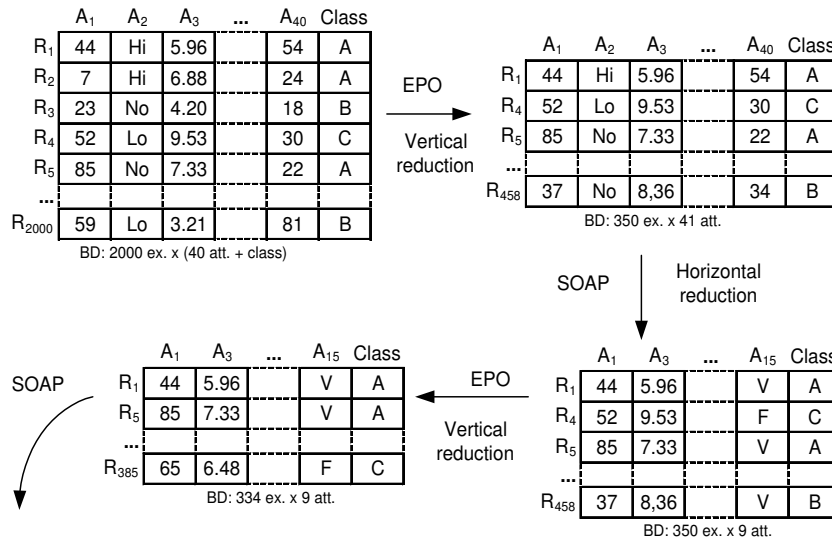 A1 A2 A3 ... A40 Class
R1 44 Hi 5.96 54 A
R2 7 Hi 6.88 24 A
R3 23 No 4.20 18 B
R4 52 Lo 9.53 30 C
R5 85 No 7.33 22 A
...
R2000 59 Lo 3.21 81 B
BD: 2000 ex. x (40 att. + class)
EPO
Vertical
reduction
A1 A2 A3 ... A40 Class
R1 44 Hi 5.96 54 A
R4 52 Lo 9.53 30 C
R5 85 No 7.33 22 A
...
R458 37 No 8,36 34 B
BD: 350 ex. x 41 att.
SOAP
Horizontal
reduction
A1 A3 ... A15 Class
R1 44 5.96 V A
R4 52 9.53 F C
R5 85 7.33 V A
...
R458 37 8,36 V B
BD: 350 ex. x 9 att.
EPO
Vertical
reduction
A1 A3 ... A15 Class
R1 44 5.96 V A
R5 85 7.33 V A
...
R385 65 6.48 F C
BD: 334 ex. x 9 att.
SOAP